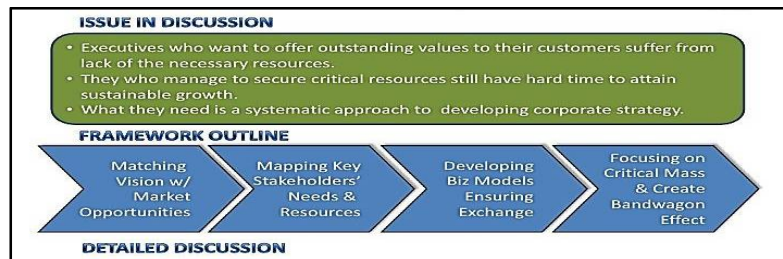 ISSUE IN DISCUSSION
• Executives who want to offer outstanding values to their customers suffer from
lack of the necessary resources.
• They who manage to secure critical resources still have hard time to attain
sustainable growth.
• What they need is a systematic approach to developing corporate strategy.
FRAMEWORK OUTLINE
Matching
Vision w/
Market
Opportunities
Mapping Key
Stakeholders'
Needs &
Resources
Developing
Biz Models
Ensuring
Exchange
Focusing on
Critical Mass
& Create
Bandwagon
Effect
DETAILED DISCUSSION